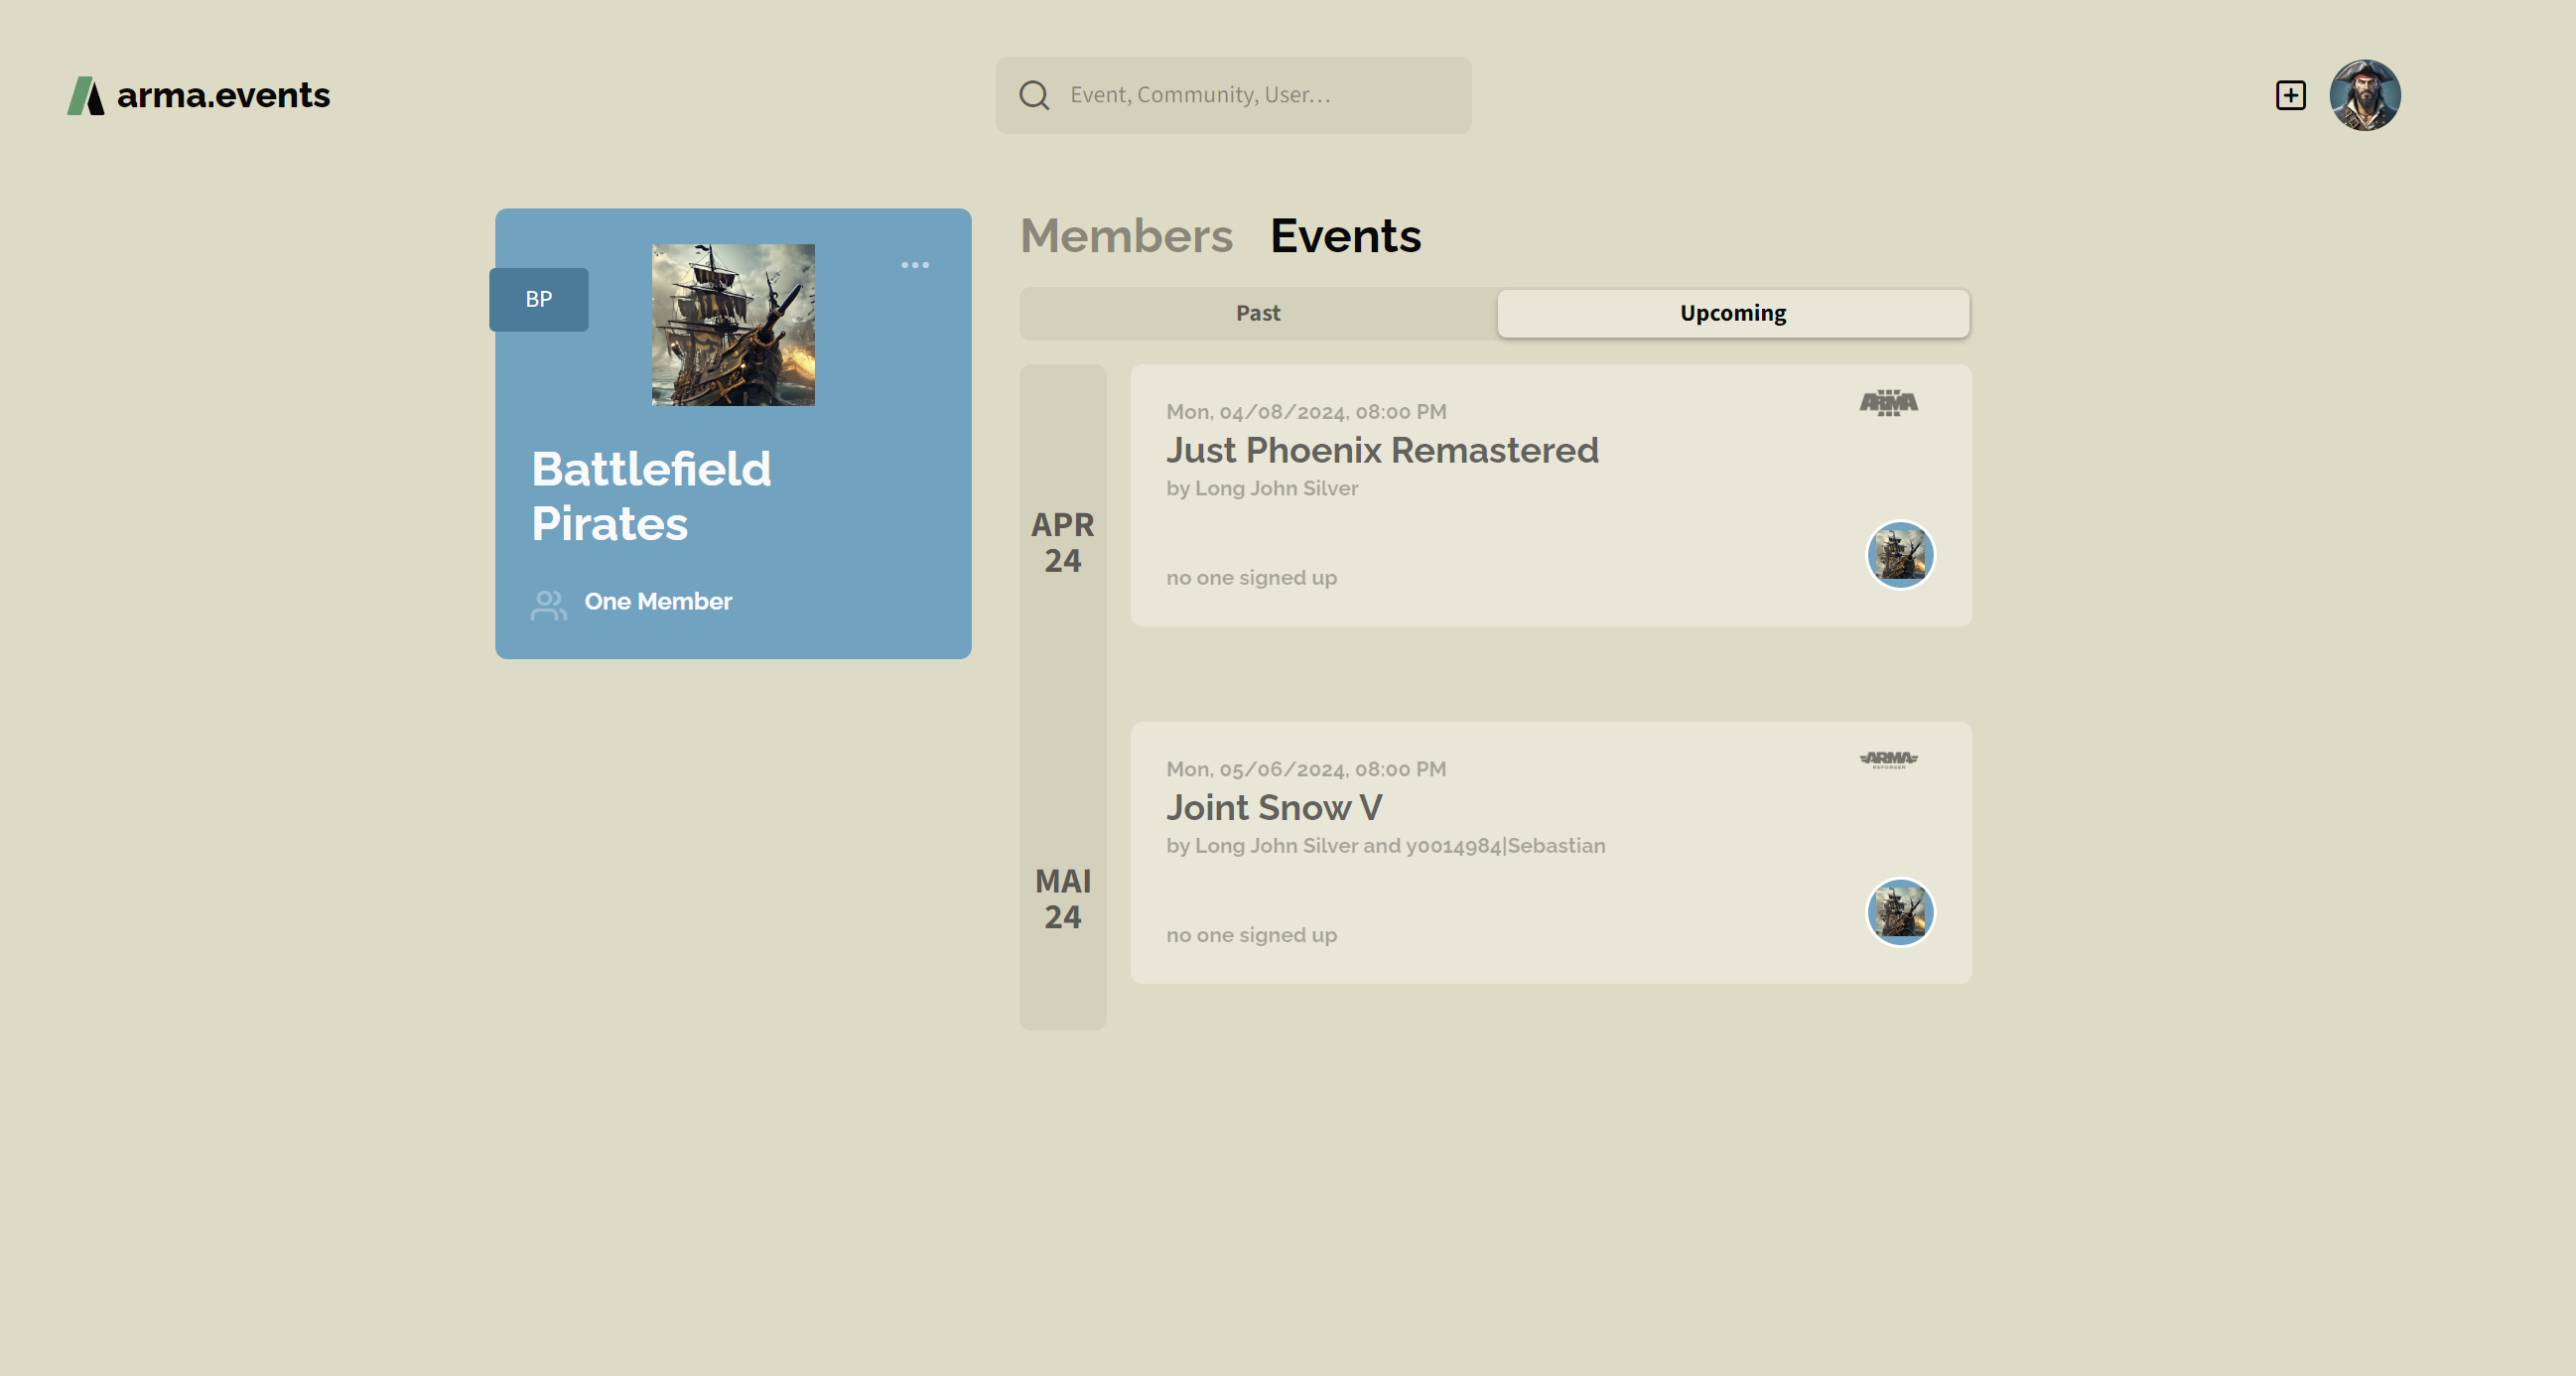 arma.events
Event, Community, User...
BP
Battlefield
Pirates
One Member
Members Events
Past Upcoming
APR
24
Mon, 04/08/2024, 08:00 PM
ARMA
Just Phoenix Remastered
by Long John Silver
no one signed up
MAI
24
Mon, 05/06/2024, 08:00 PM
ARMA
REFORGER
Joint Snow V
by Long John Silver and y0014984|Sebastian
no one signed up